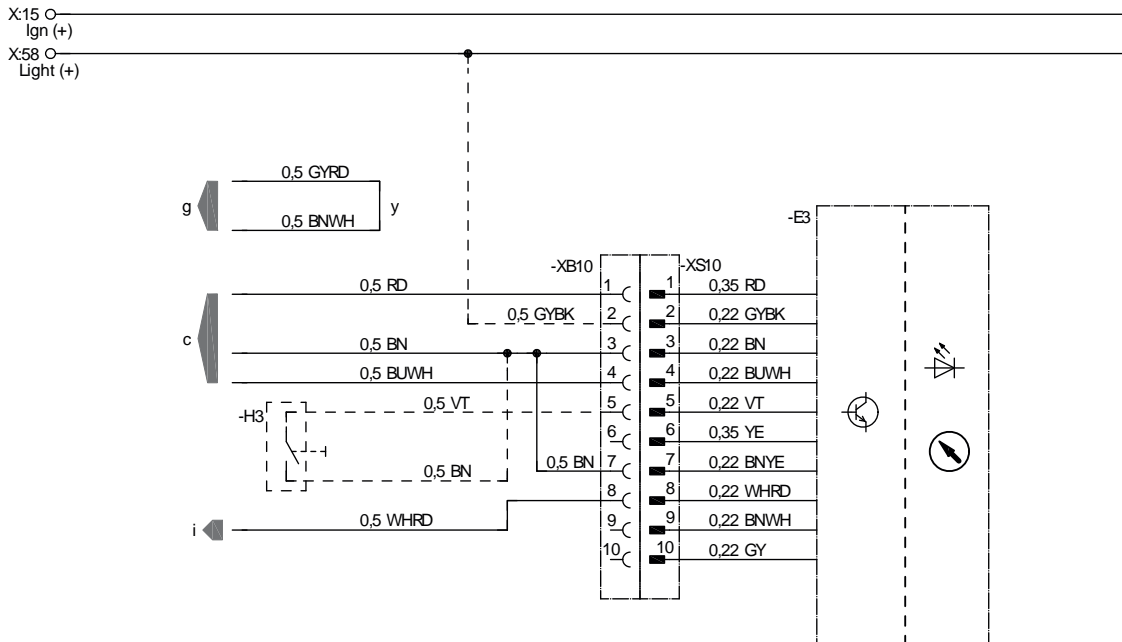 X:15
Ign (+)
X:58
Light (+)
0,5 GYRD
g
y
0,5 BNWH
-E3
-XB10
-XS10
0,5 RD
1
1
0,35 RD
0,5 GYBK
2
2
0,22 GYBK
c
0,5 BN
3
3
0,22 BN
0,5 BUWH
4
4
0,22 BUWH
-H3
0,5 VT
5
5
0,22 VT
6
6
0,35 YE
0,5 BN
0,5 BN
7
7
0,22 BNYE
8
8
0,22 WHRD
i
0,5 WHRD
9
9
0,22 BNWH
10
10
0,22 GY